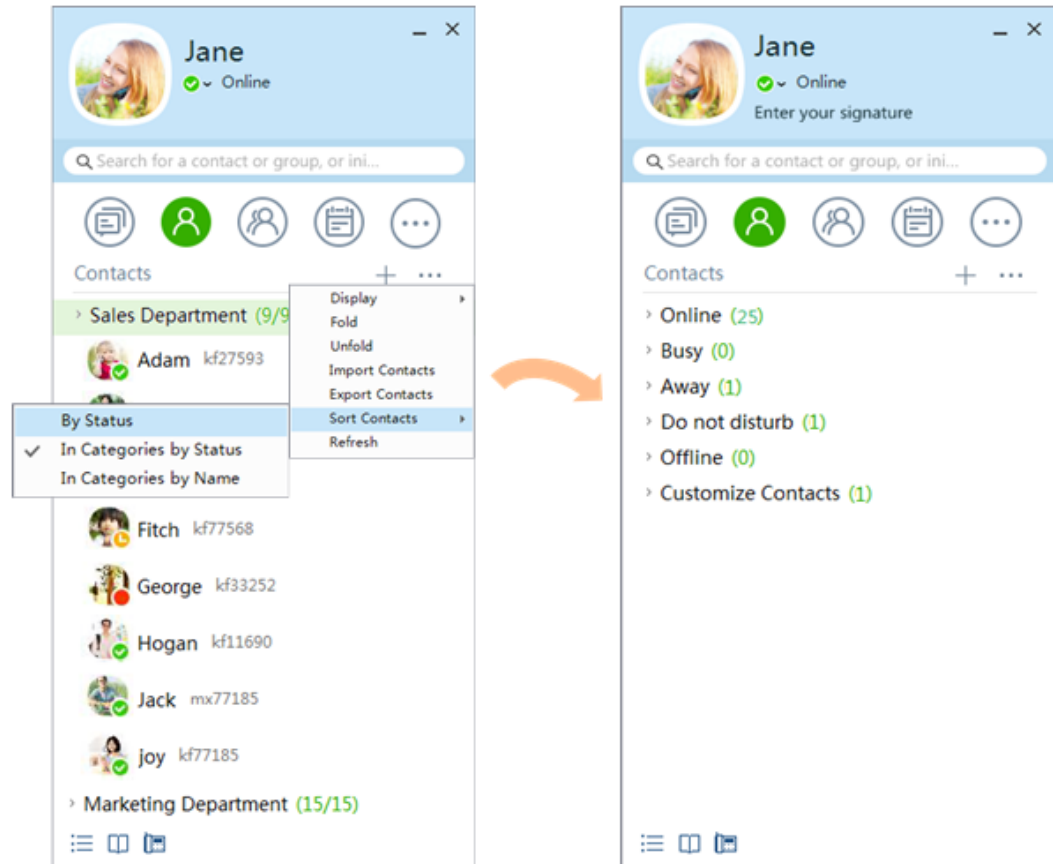 Jane
Online
Search for a contact or group, or ini...
Contacts
Sales Department (9/9
Adam kf27593
Display
Fold
Unfold
Import Contacts
Export Contacts
Sort Contacts
Refresh
By Status
In Categories by Status
In Categories by Name
Fitch kf77568
George kf33252
Hogan kf11690
Jack mx77185
joy kf77185
Marketing Department (15/15)
Jane
Online
Enter your signature
Search for a contact or group, or ini...
Contacts
Online (25)
Busy (0)
Away (1)
Do not disturb (1)
Offline (0)
Customize Contacts (1)